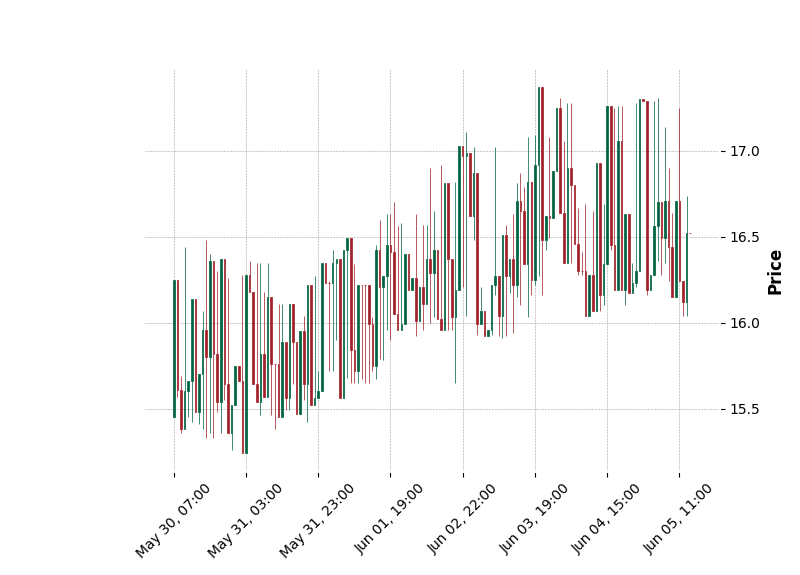 17.0
16.5
16.0
15.5
Price
May 30, 07:00
May 31, 03:00
May 31, 23:00
Jun 01, 19:00
Jun 02, 22:00
Jun 03, 19:00
Jun 04, 15:00
Jun 05, 11:00